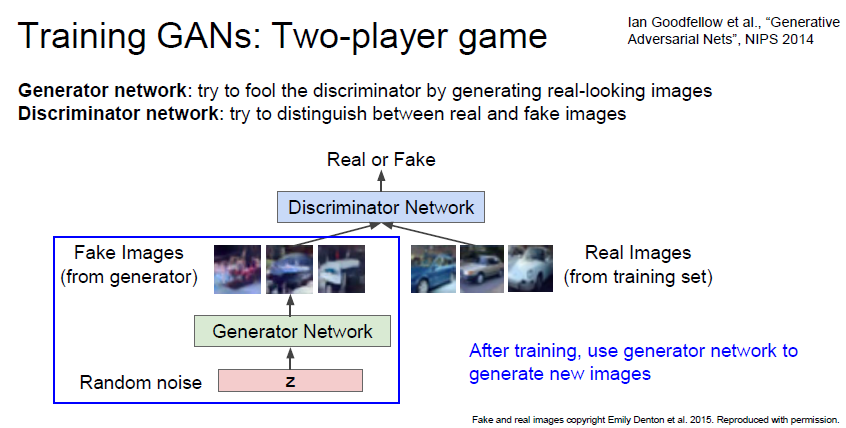 Training GANs: Two-player game
Ian Goodfellow et al., “Generative
Adversarial Nets”, NIPS 2014
Generator network: try to fool the discriminator by generating real-looking images
Discriminator network: try to distinguish between real and fake images
Real or Fake
Discriminator Network
Fake Images
(from generator)
Real Images
(from training set)
Generator Network
Random noise
z
After training, use generator network to
generate new images
Fake and real images copyright Emily Denton et al. 2015. Reproduced with permission.